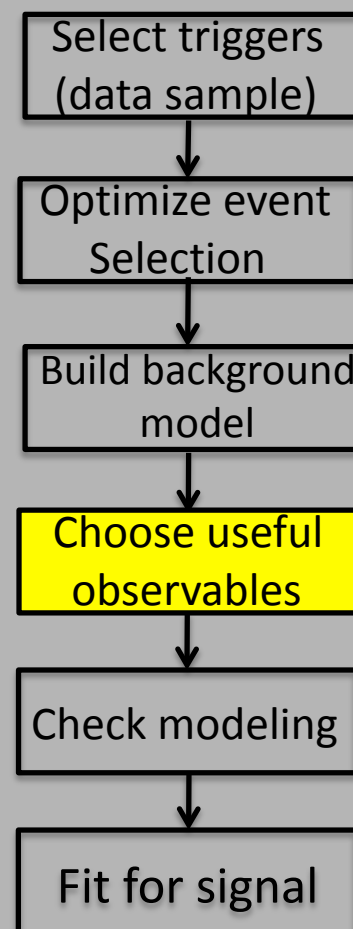 Select triggers
(data sample)
Optimize event
Selection
Build background
model
Choose useful
observables
Check modeling
Fit for signal